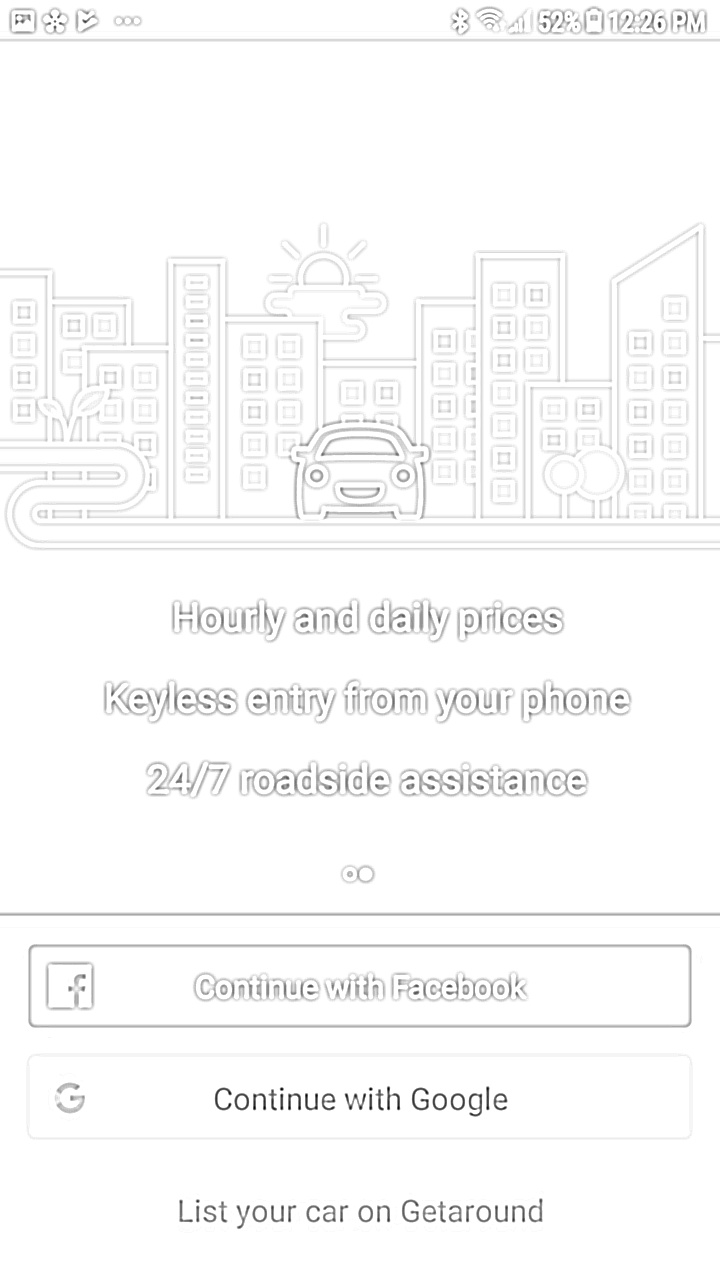 52% 12:26 PM
Hourly and daily prices
Keyless entry from your phone
24/7 roadside assistance
Continue with Facebook
Continue with Google
List your car on Getaround